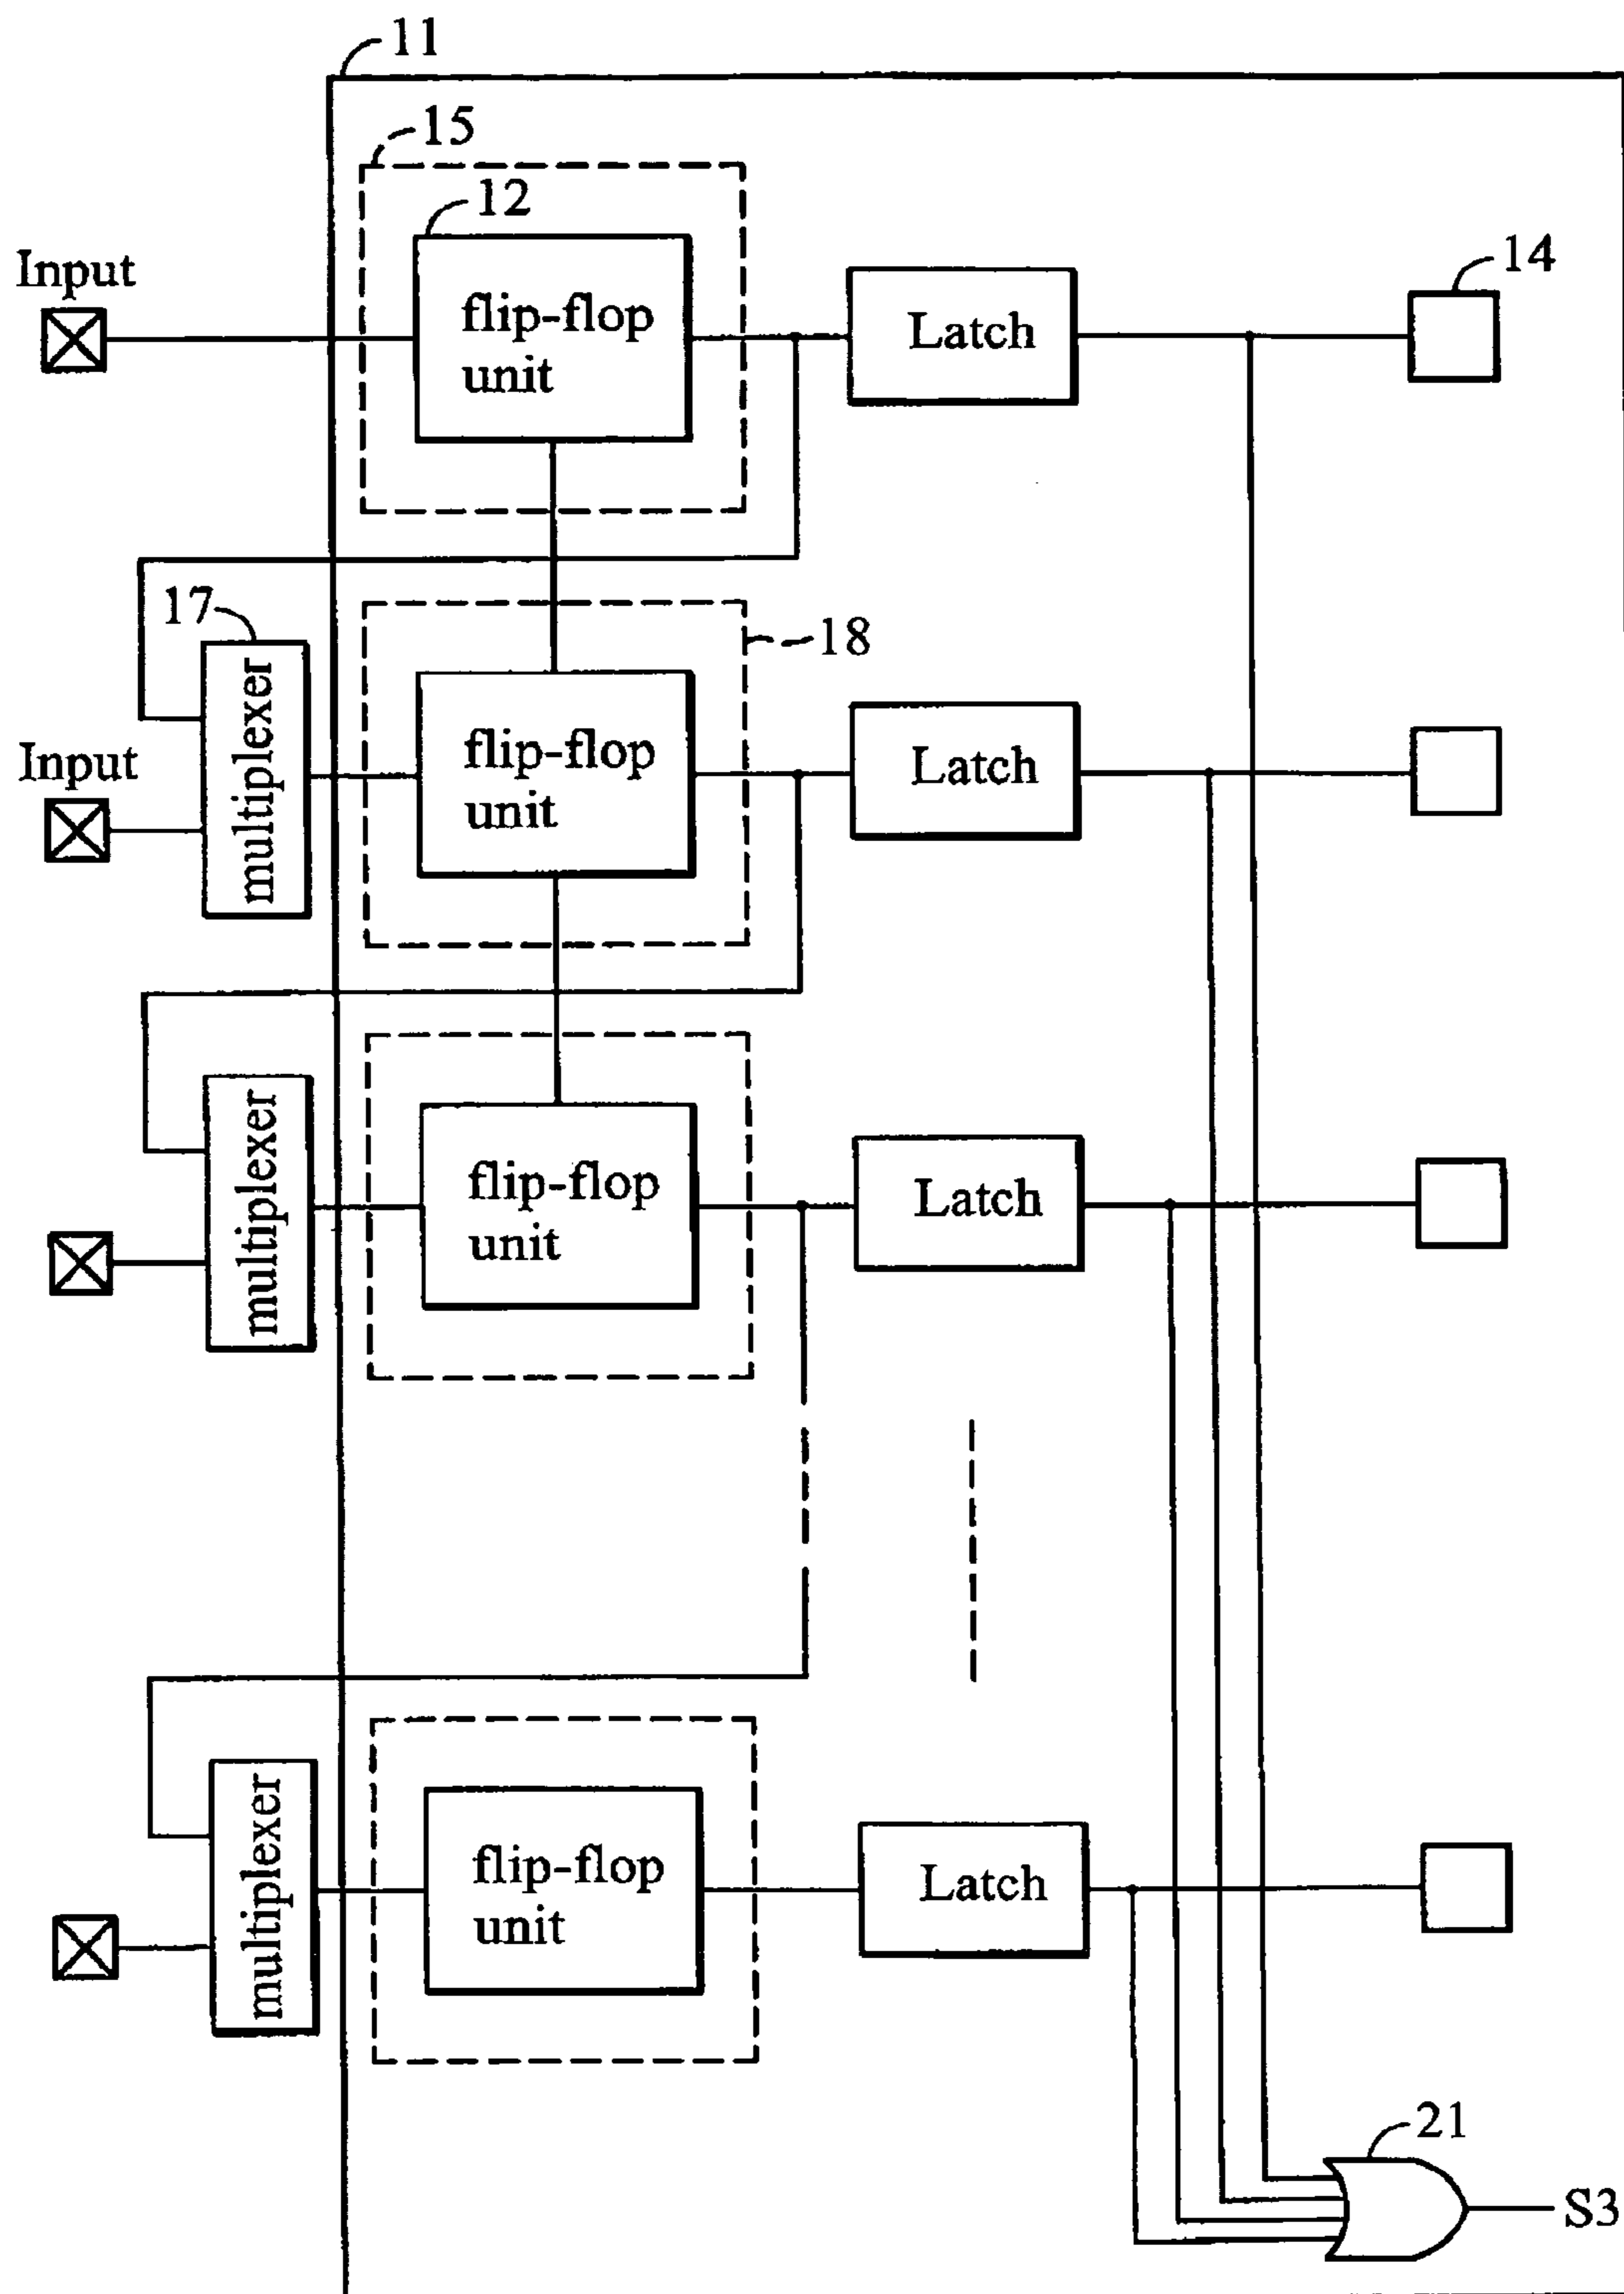 11
15
12
Input
14
flip-flop
unit
Latch
17
18
multiplexer
Input
flip-flop
unit
Latch
multiplexer
flip-flop
unit
Latch
multiplexer
flip-flop
unit
Latch
21
S3